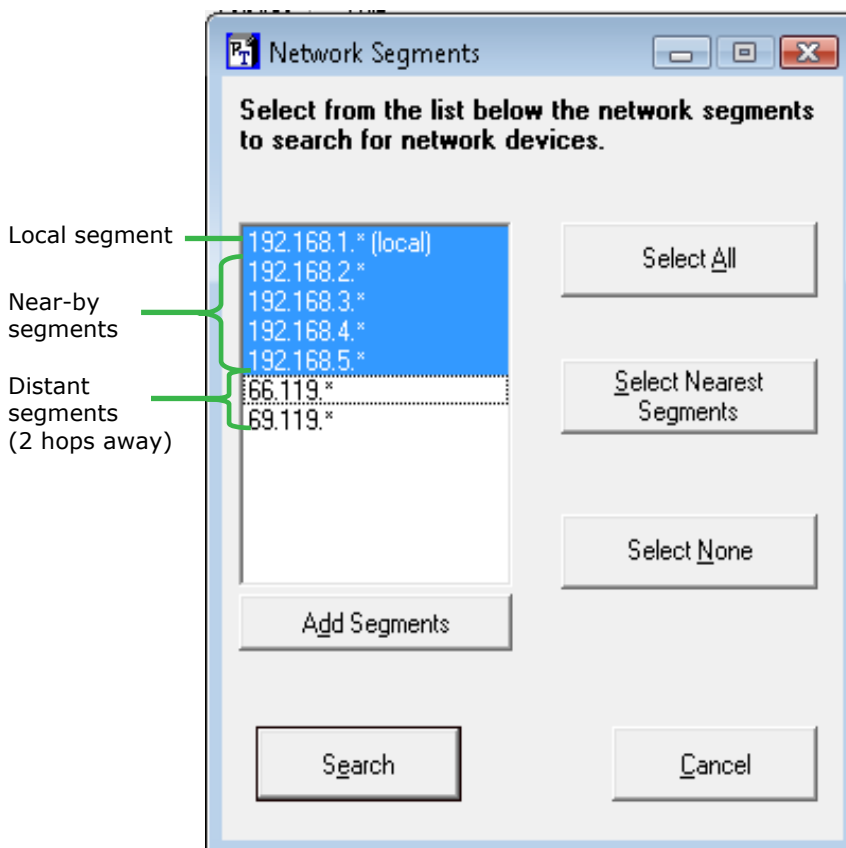 Network Segments
Select from the list below the network segments
to search for network devices.
Local segment
192.168.1.* (local)
192.168.2.*
Near-by
segments
192.168.3.*
192.168.4.*
192.168.5.*
Distant
segments
(2 hops away)
66.119.*
69.119.*
Select All
Select Nearest
Segments
Select None
Add Segments
Search
Cancel